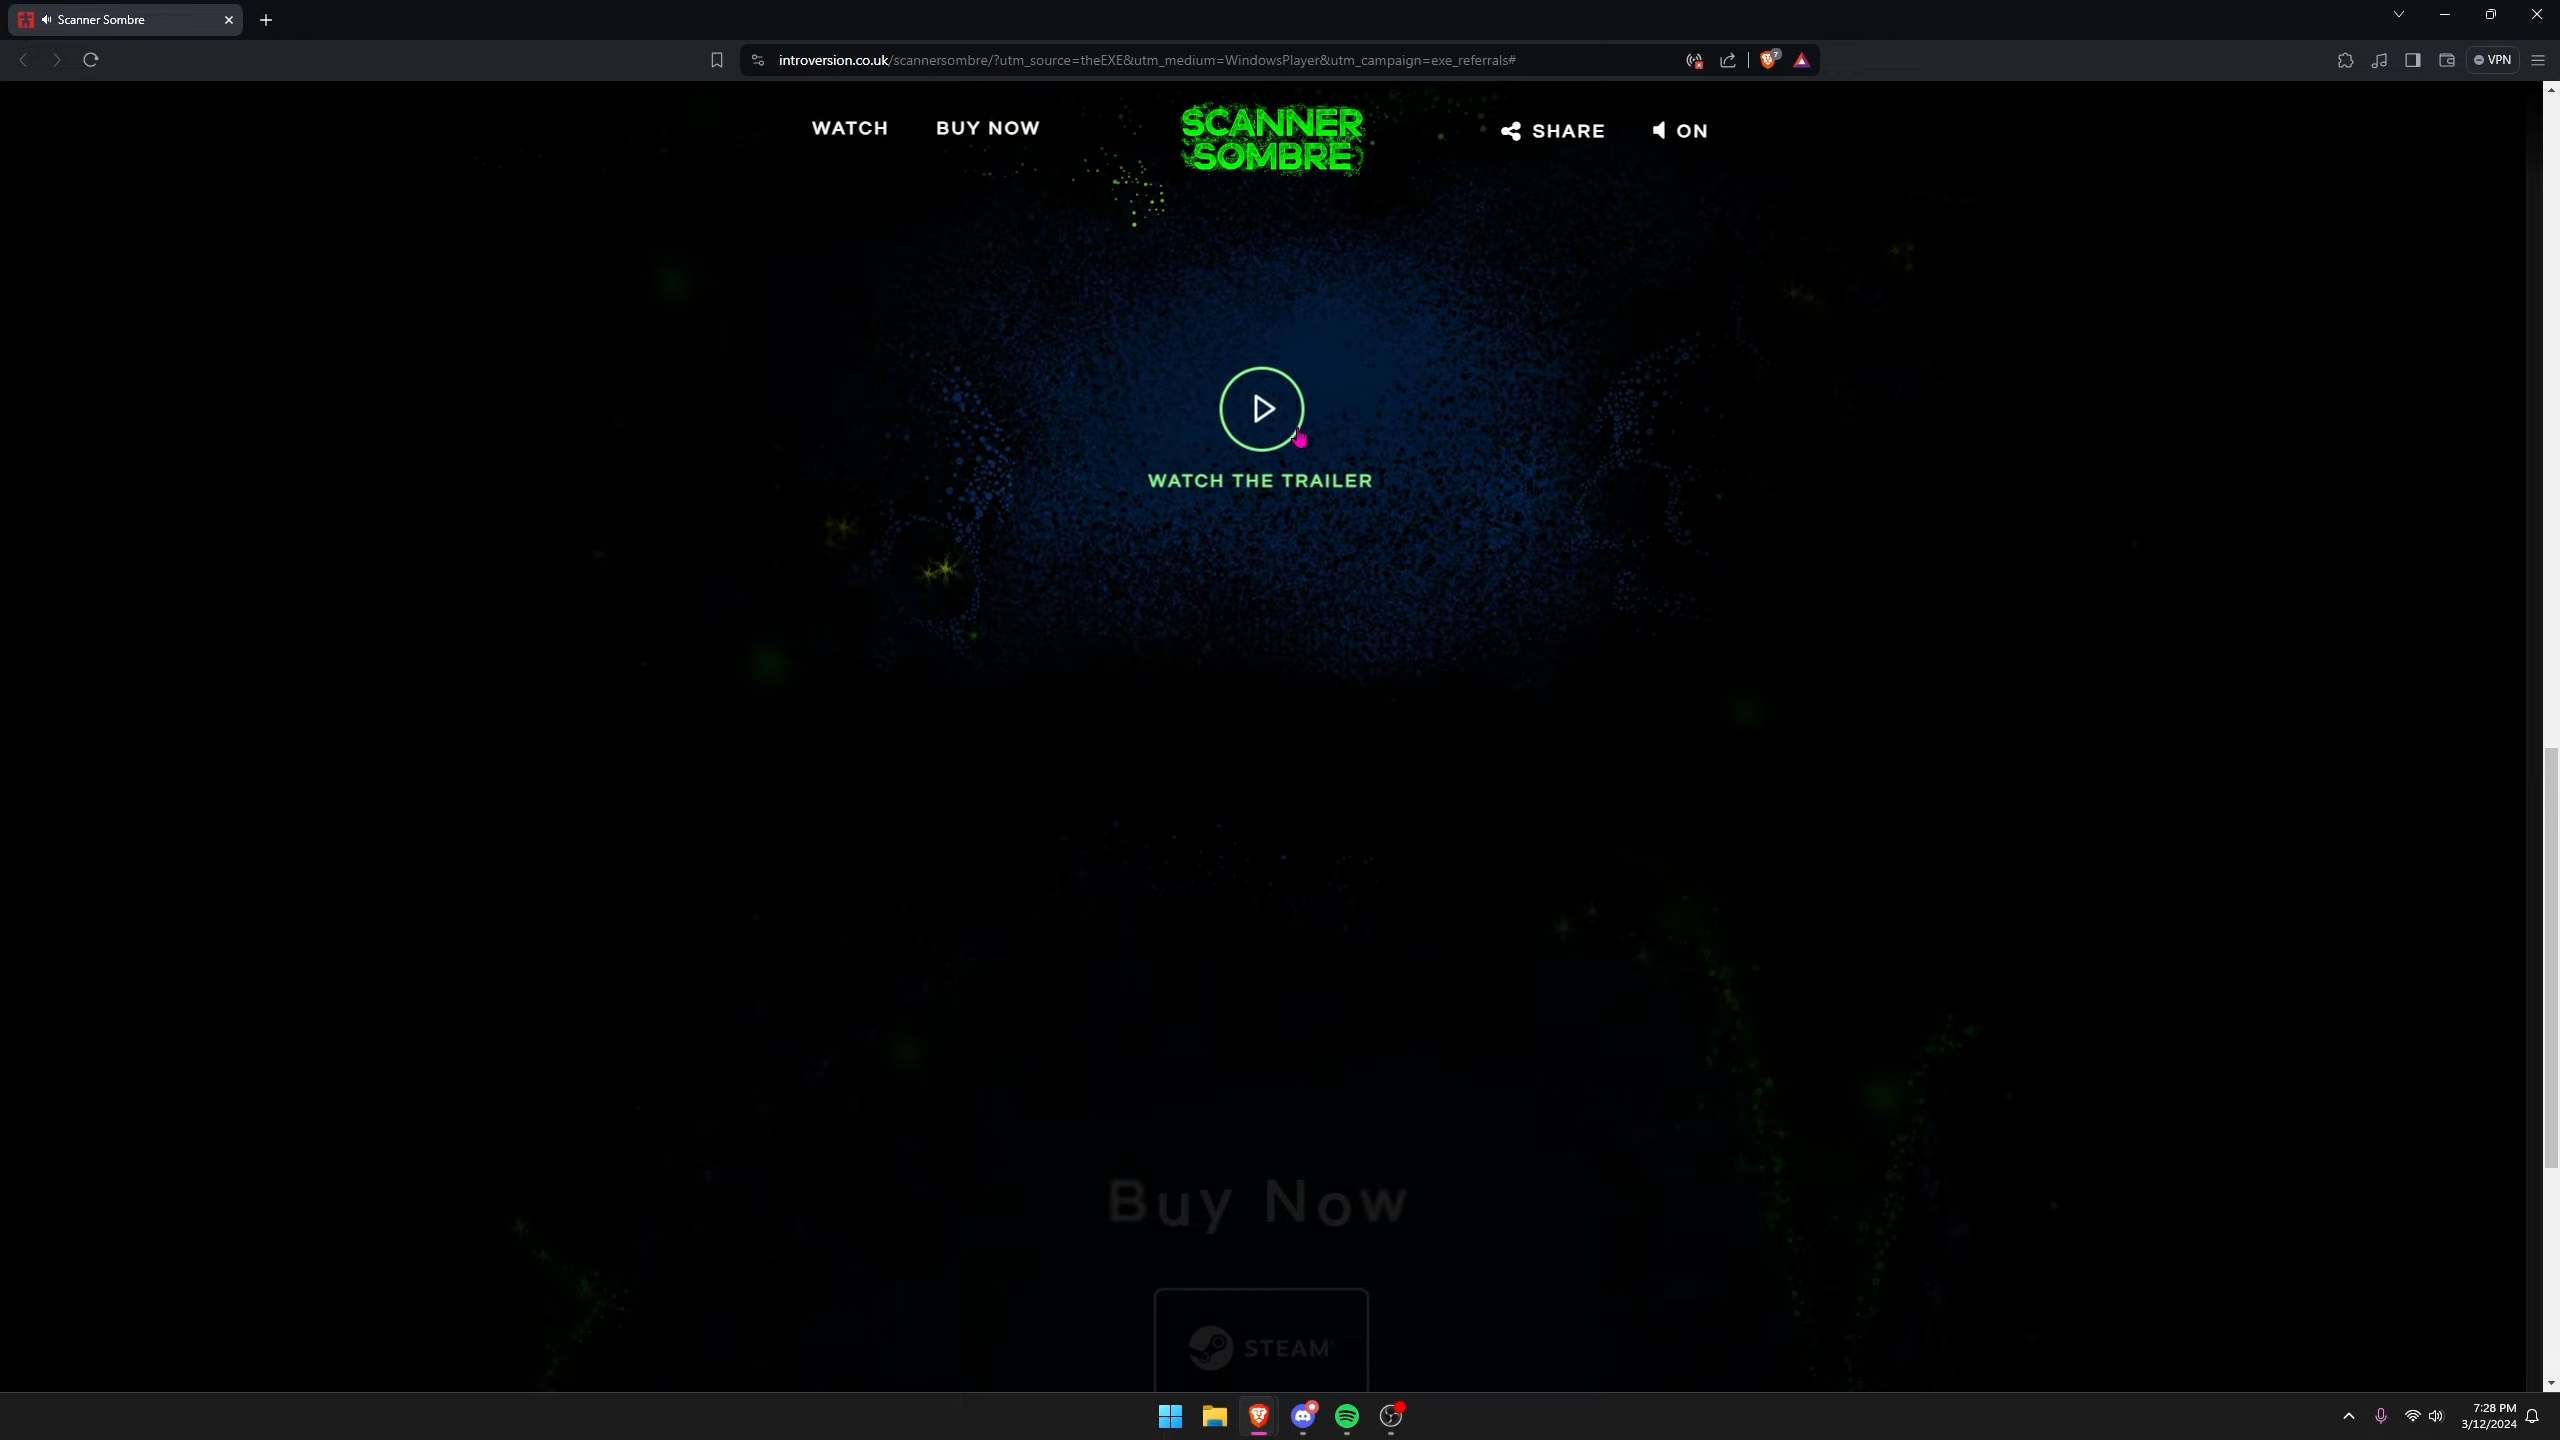 Scanner Sombre
introversion.co.uk/scannersombre/?utm_source=theEXE&utm_medium=WindowsPlayer&utm_campaign=exe_referrals#
7
VPN
WATCH
BUY NOW
SCANNER
SOMBRE
SHARE
ON
WATCH THE TRAILER
Buy Now
STEAM
7:28 PM
3/12/2024